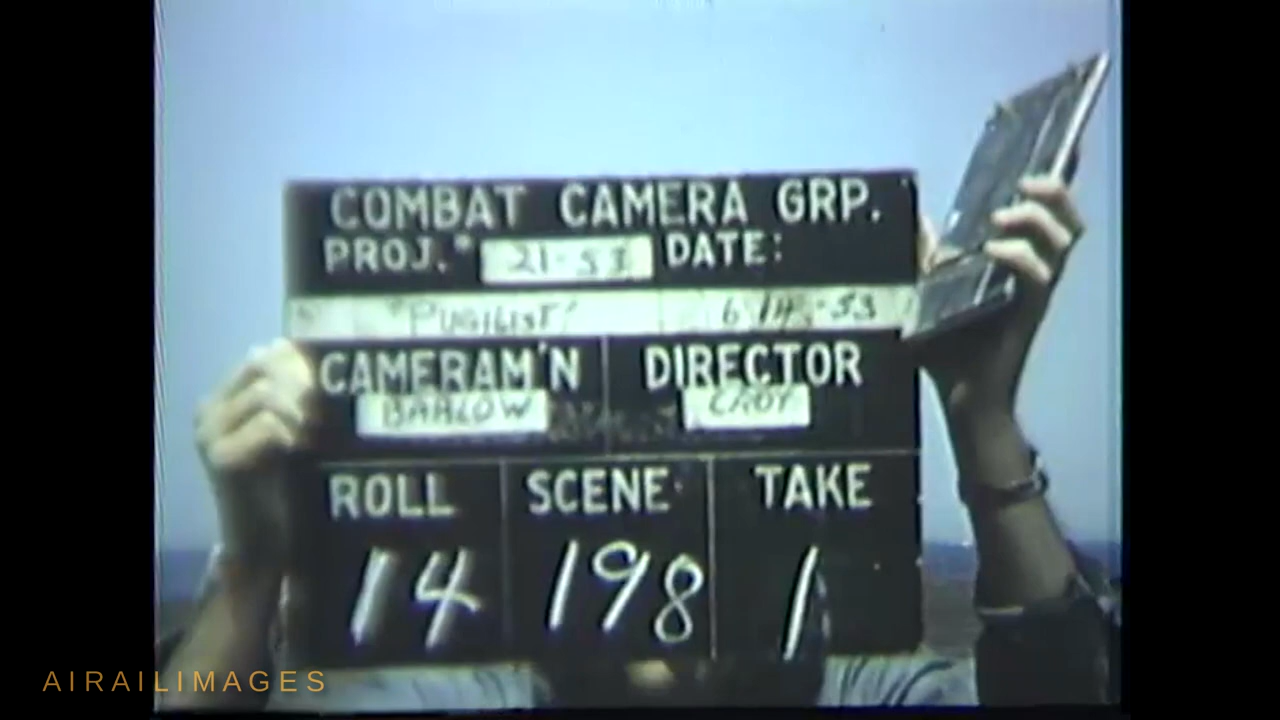 COMBAT CAMERA GRP.
PROJ.# 21-53 DATE:
"PUGILIST" 6-14-53
CAMERAM'N DIRECTOR
BARLOW CROY
ROLL SCENE TAKE
14 198 1
AIRAILIMAGES